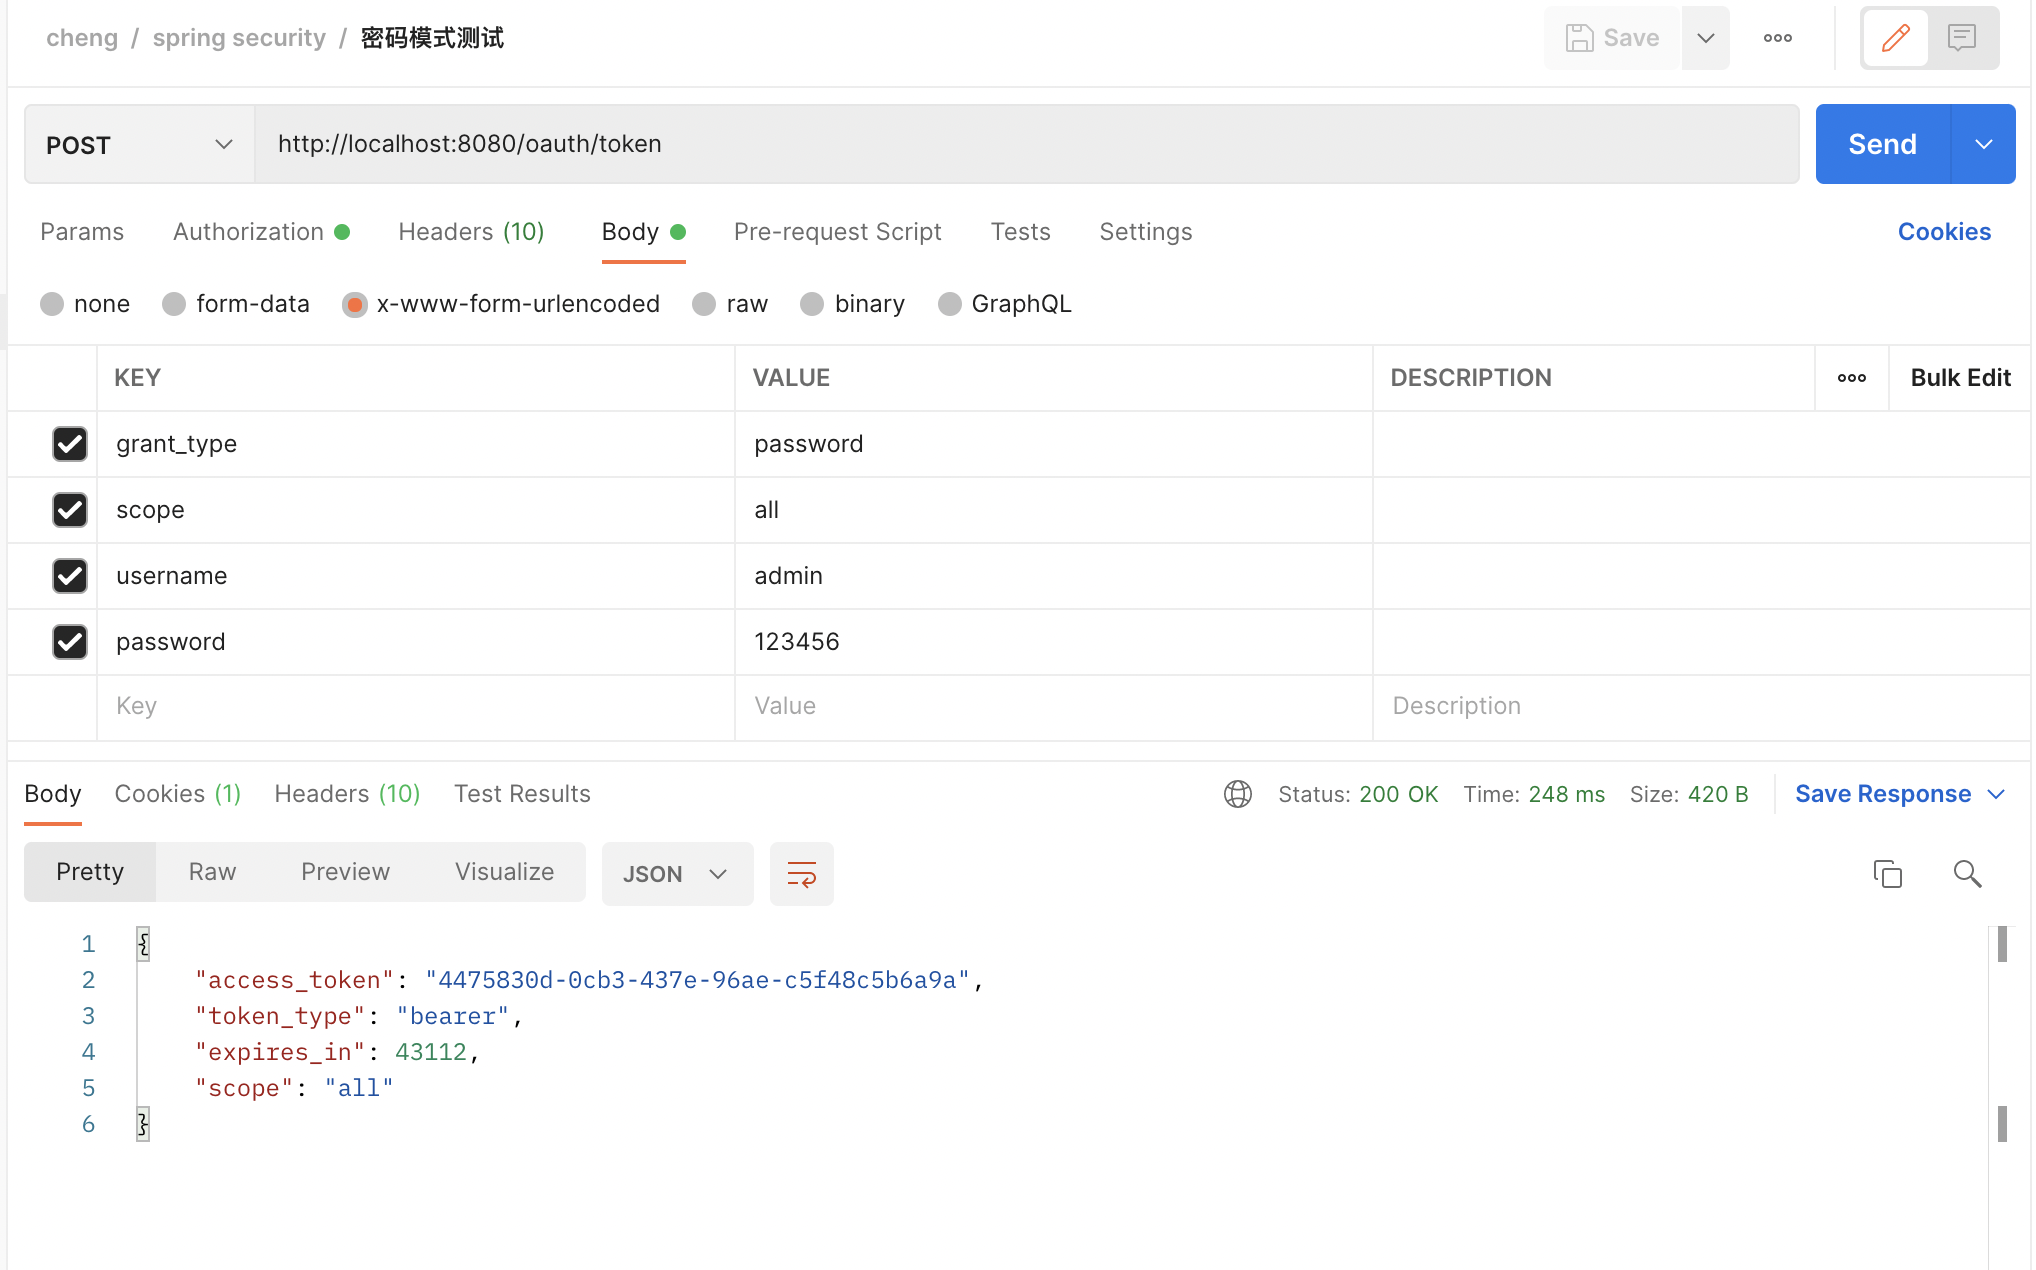 cheng / spring security / 密码模式测试
Save
POST http://localhost:8080/oauth/token Send
Params Authorization Headers (10) Body Pre-request Script Tests Settings Cookies
none form-data x-www-form-urlencoded raw binary GraphQL
KEY VALUE DESCRIPTION Bulk Edit
grant_type password
scope all
username admin
password 123456
Key Value Description
Body Cookies (1) Headers (10) Test Results Status: 200 OK Time: 248 ms Size: 420 B Save Response
Pretty Raw Preview Visualize JSON
1 {
2 "access_token": "4475830d-0cb3-437e-96ae-c5f48c5b6a9a",
3 "token_type": "bearer",
4 "expires_in": 43112,
5 "scope": "all"
6 }